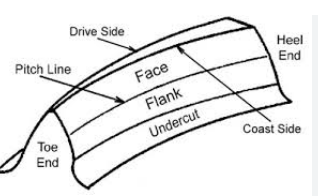 Drive Side
Heel
End
Pitch Line
Face
Flank
Undercut
Coast Side
Toe
End